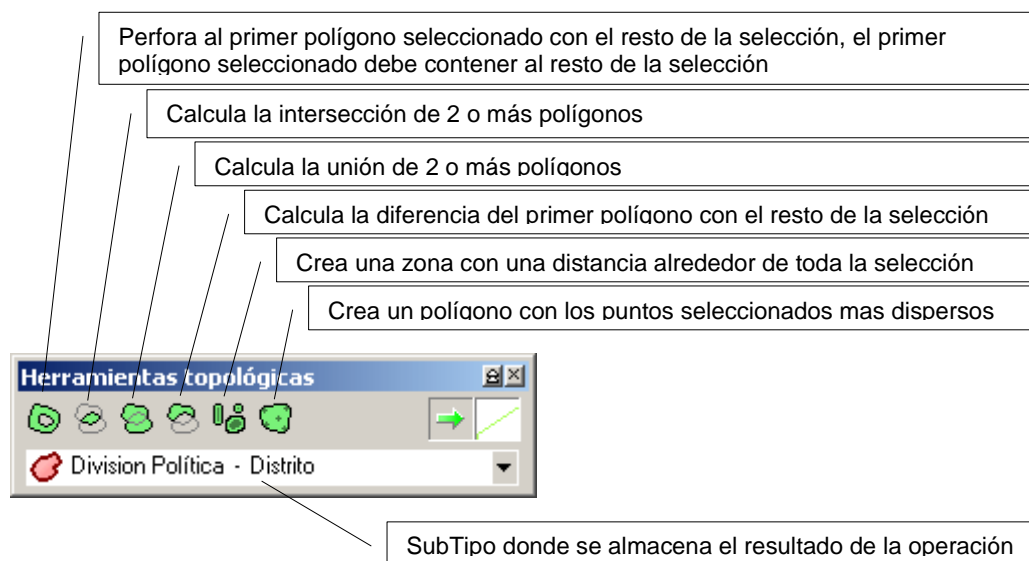 Perfora al primer polígono seleccionado con el resto de la selección, el primer
polígono seleccionado debe contener al resto de la selección
Calcula la intersección de 2 o más polígonos
Calcula la unión de 2 o más polígonos
Calcula la diferencia del primer polígono con el resto de la selección
Crea una zona con una distancia alrededor de toda la selección
Crea un polígono con los puntos seleccionados mas dispersos
Herramientas topológicas
Division Política - Distrito
SubTipo donde se almacena el resultado de la operación